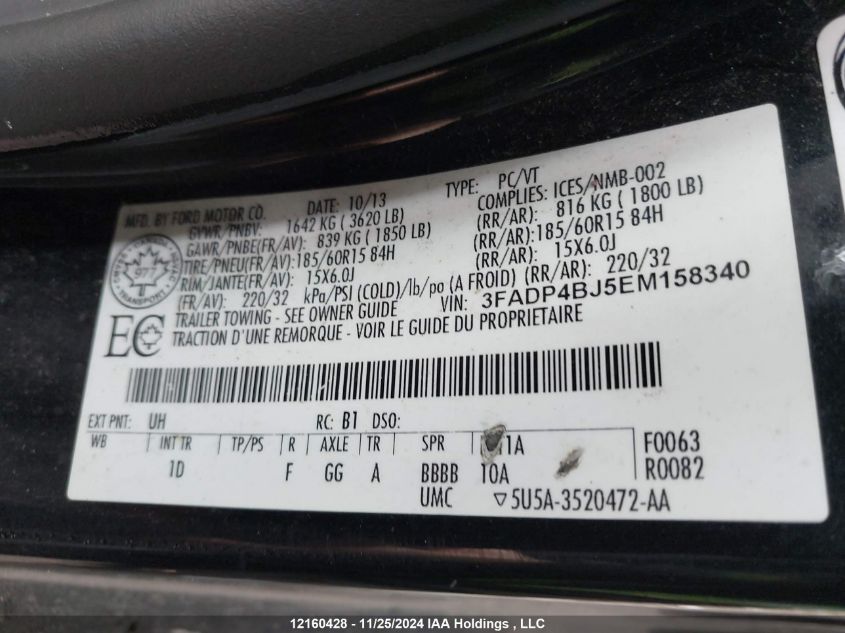 MFD. BY FORD MOTOR CO. DATE: 10/13 TYPE: PC/VT
GVWR/PNBV: 1642 KG ( 3620 LB) COMPLIES: ICES/NMB-002
GAWR/PNBE(FR/AV): 839 KG ( 1850 LB) (RR/AR): 816 KG ( 1800 LB)
TIRE/PNEU(FR/AV): 185/60R15 84H (RR/AR): 185/60R15 84H
RIM/JANTE(FR/AV): 15X6.0J (RR/AR): 15X6.0J
(FR/AV): 220/32 kPa/PSI (COLD)/lb/po (A FROID) (RR/AR): 220/32
TRAILER TOWING - SEE OWNER GUIDE VIN: 3FADP4BJ5EM158340
TRACTION D'UNE REMORQUE - VOIR LE GUIDE DU PROPRIETAIRE
CANADA
977
EC
EXT PNT: UH RC: B1 DSO:
WB INT TR TP/PS R AXLE TR SPR 1A F0063
1D F GG A BBBB 10A R0082
UMC ▽5U5A-3520472-AA
12160428 - 11/25/2024 IAA Holdings , LLC